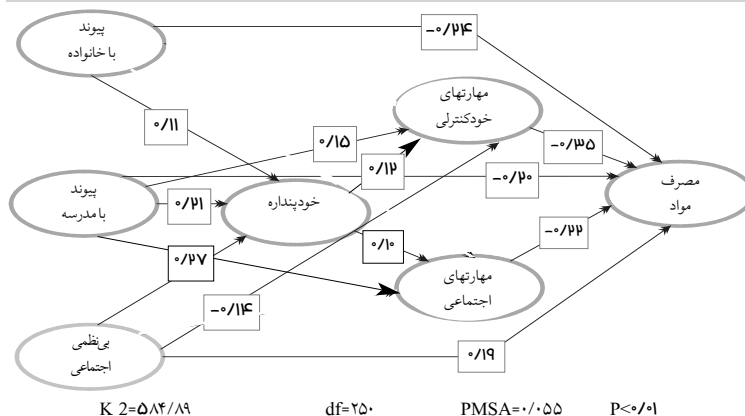 پیوند
با خانواده
-۰/۲۴
مهارتهای
خودکنترلی
۰/۱۱
۰/۱۵
-۰/۳۵
۰/۱۲
-۰/۲۰
مصرف
مواد
پیوند
با مدرسه
۰/۲۱
خودپنداره
-۰/۲۲
۰/۱۰
۰/۲۷
مهارتهای
اجتماعی
-۰/۱۴
بی‌نظمی
اجتماعی
۰/۱۹
K 2=۵۸۴/۸۹ df=۲۵۰ PMSA=۰/۰۵۵ P<۰/۰۱